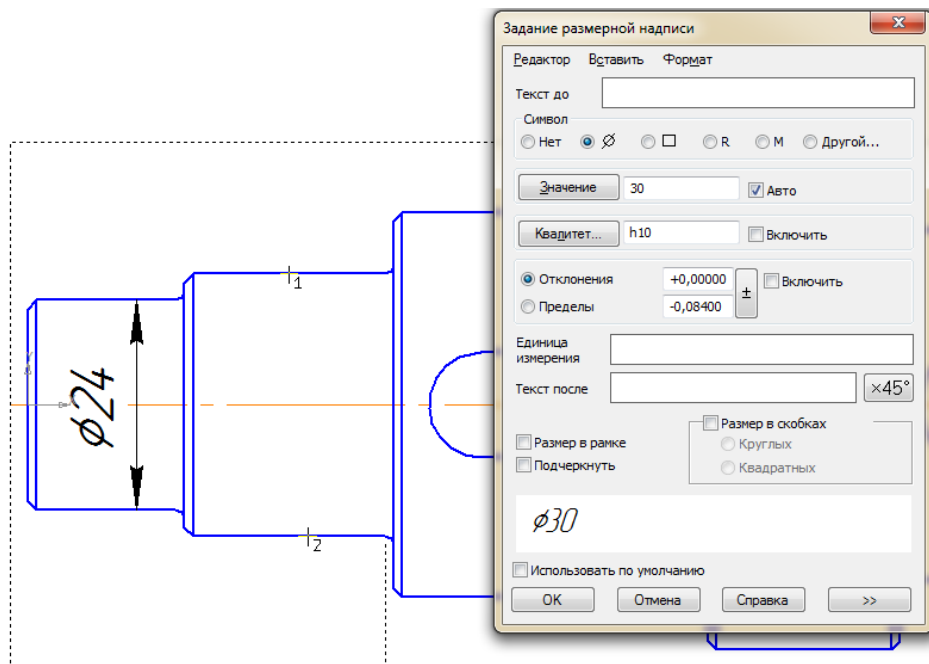 Задание размерной надписи
Редактор Вставить Формат
Текст до
Символ
Нет Ø □ R M Другой...
Значение 30 Авто
Квалитет... h10 Включить
Отклонения +0,00000 ± Включить
Пределы -0,08400
Единица
измерения
Текст после ×45°
Размер в скобках
Размер в рамке Круглых
Подчеркнуть Квадратных
ϕ30
Использовать по умолчанию
OK Отмена Справка >>
1
ϕ24
2